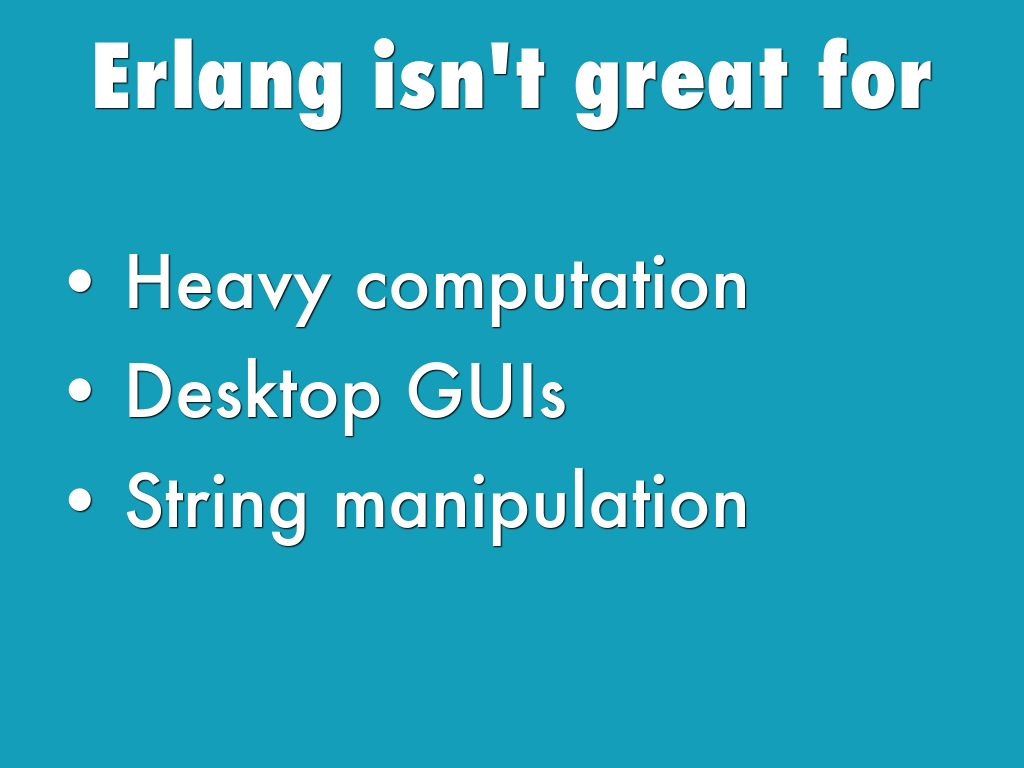 Erlang isn't great for
• Heavy computation
• Desktop GUIs
• String manipulation